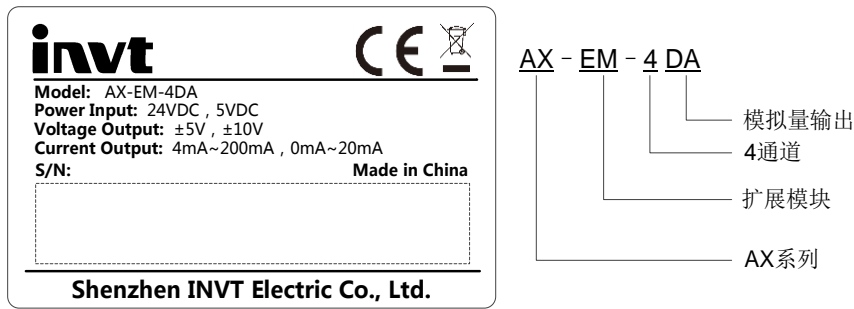 invt
CE
Model: AX-EM-4DA
Power Input: 24VDC , 5VDC
Voltage Output: ±5V , ±10V
Current Output: 4mA~200mA , 0mA~20mA
S/N: Made in China
Shenzhen INVT Electric Co., Ltd.
AX - EM - 4 DA
模拟量输出
4通道
扩展模块
AX系列